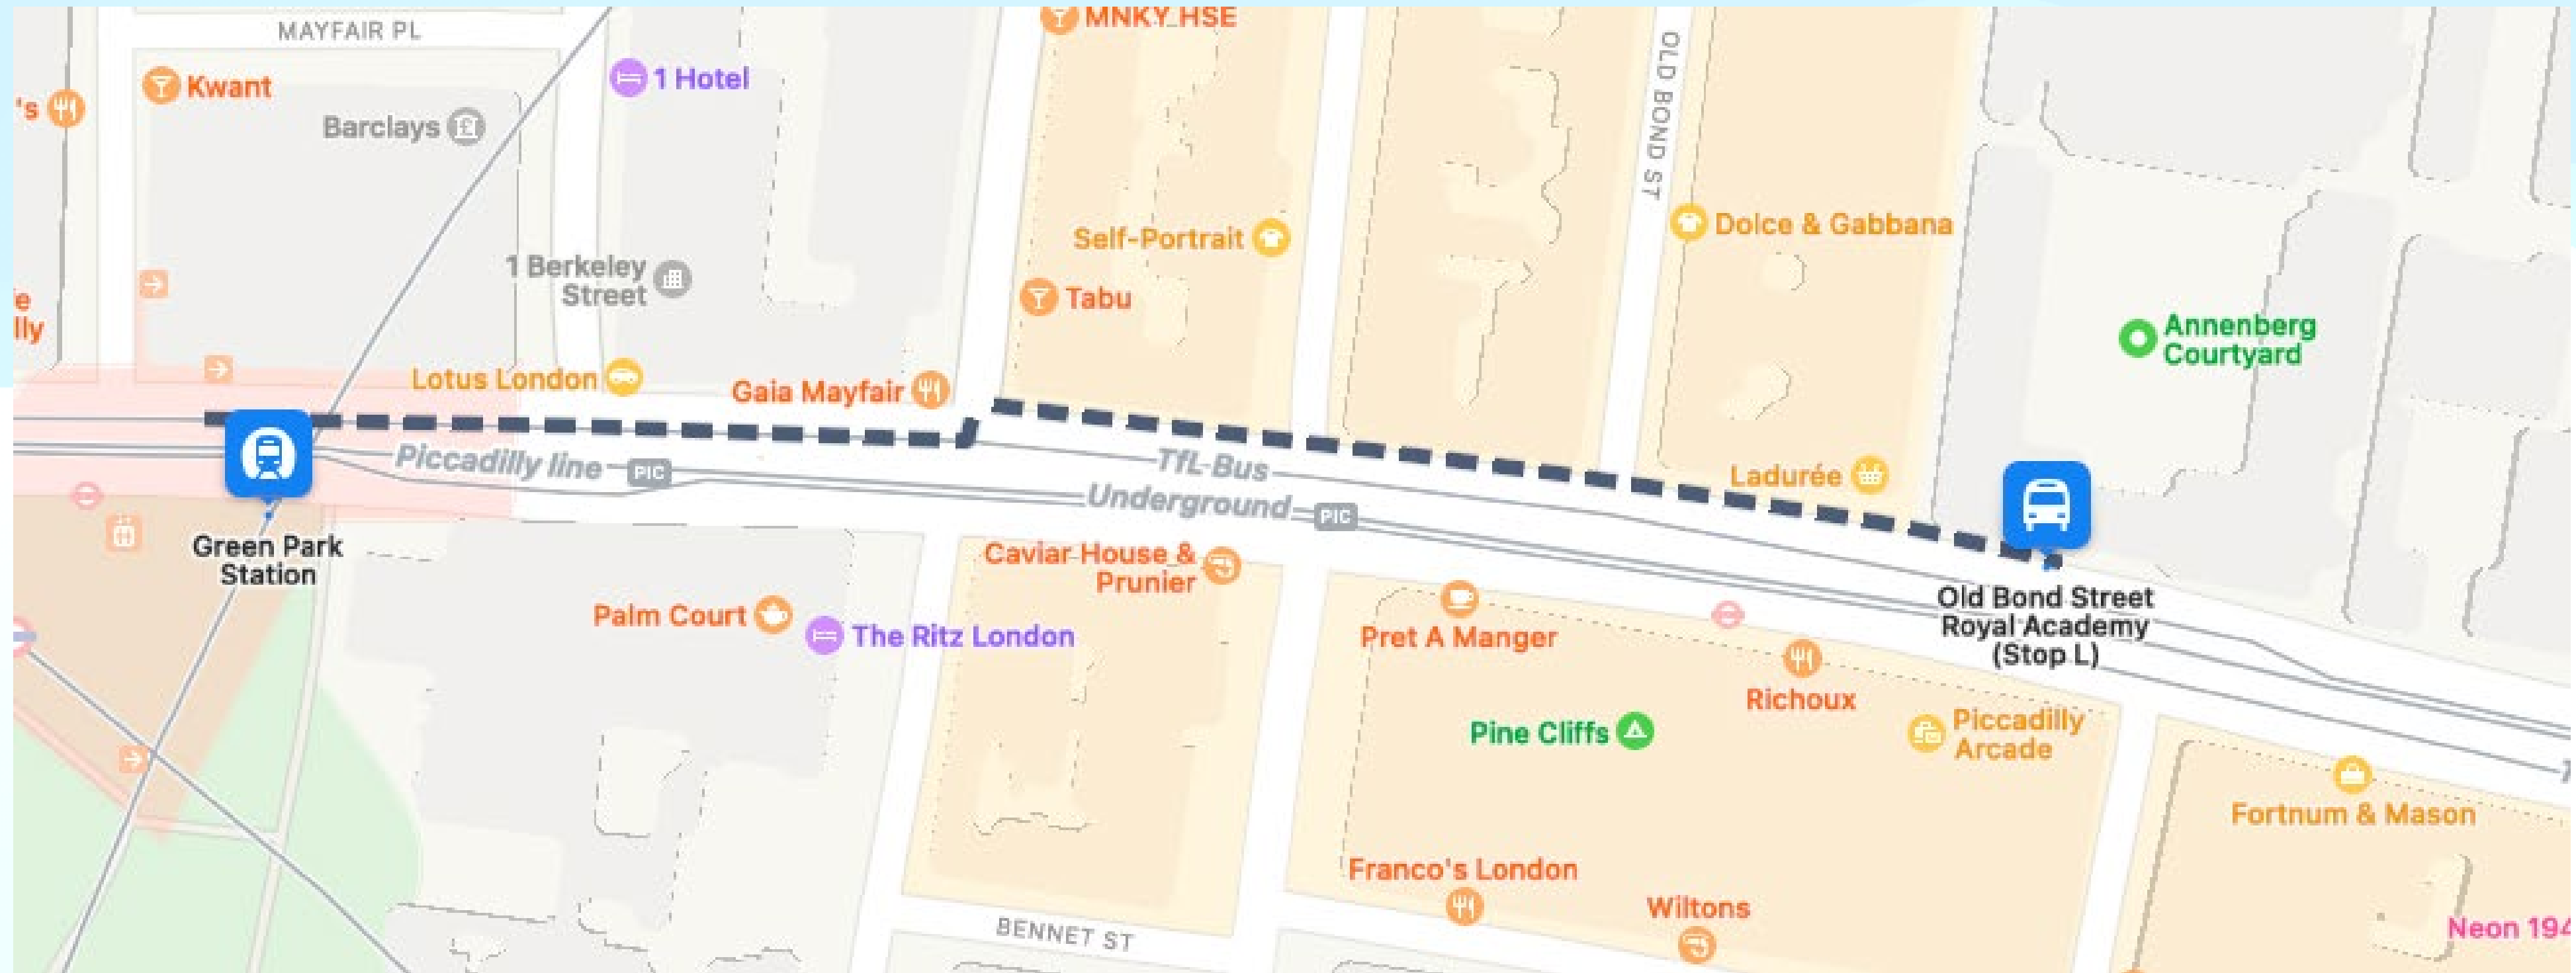 MAYFAIR PL
MNKY HSE
Kwant
1 Hotel
's
Barclays
OLD BOND ST
Self-Portrait
Dolce & Gabbana
1 Berkeley
Street
Tabu
e
lly
Annenberg
Courtyard
Lotus London
Gaia Mayfair
Piccadilly line
PIC
TfL Bus
Ladurée
Underground
PIC
Green Park
Station
Caviar House &
Prunier
Palm Court
The Ritz London
Pret A Manger
Old Bond Street
Royal Academy
(Stop L)
Richoux
Pine Cliffs
Piccadilly
Arcade
Fortnum & Mason
Franco's London
Wiltons
BENNET ST
Neon 194